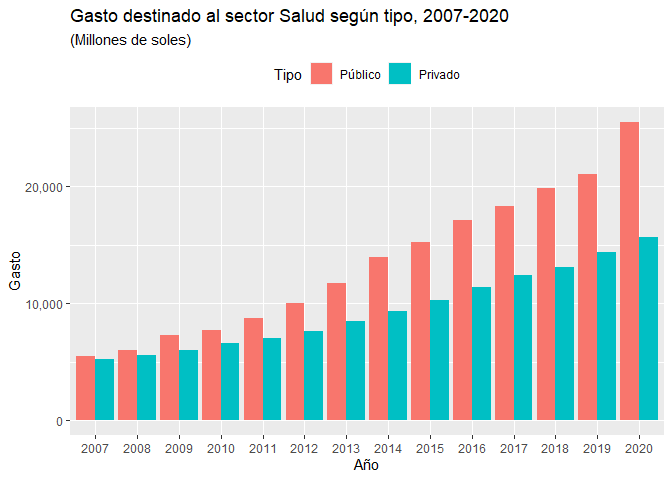 Gasto destinado al sector Salud según tipo, 2007-2020
(Millones de soles)
Tipo Público Privado
20,000
10,000
0
Gasto
2007 2008 2009 2010 2011 2012 2013 2014 2015 2016 2017 2018 2019 2020
Año